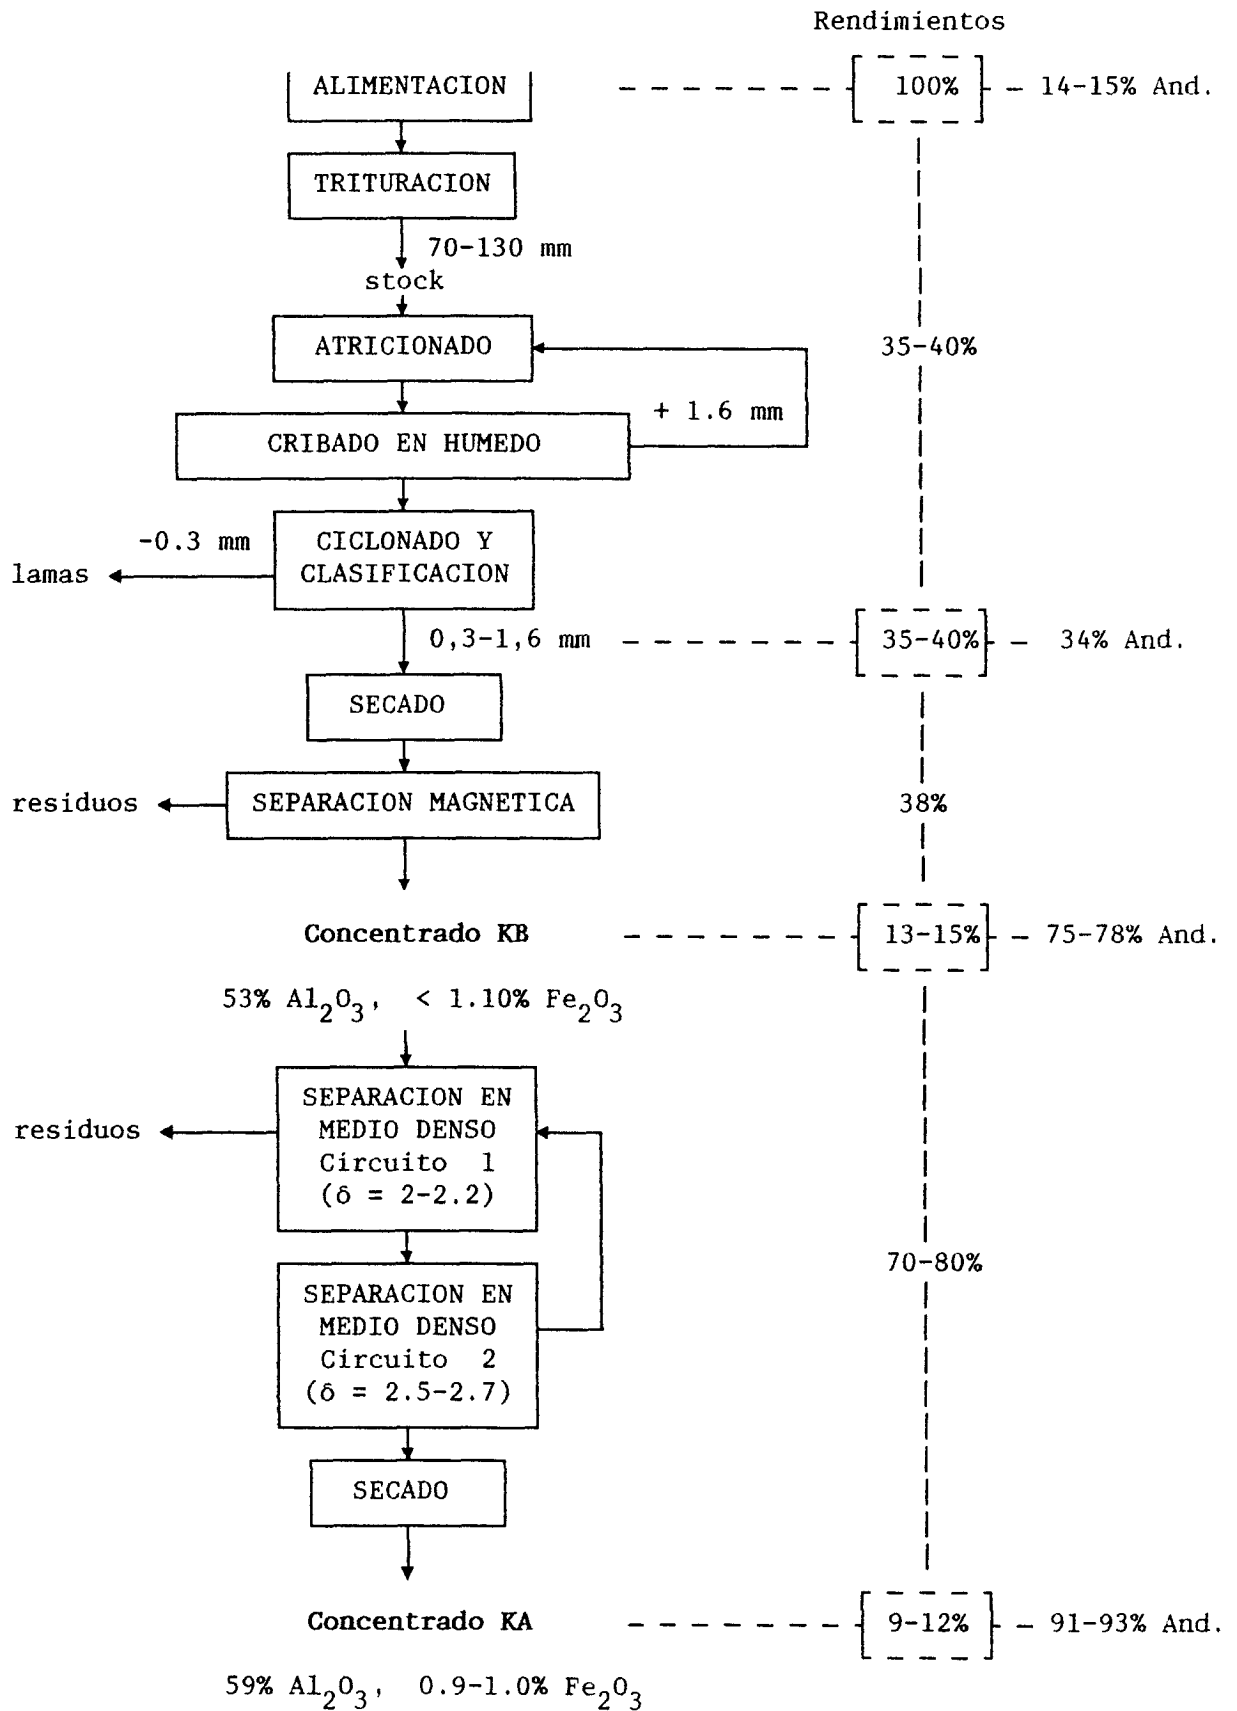 Rendimientos
ALIMENTACION 100% 14-15% And.
TRITURACION
70-130 mm
stock
ATRICIONADO 35-40%
+ 1.6 mm
CRIBADO EN HUMEDO
-0.3 mm CICLONADO Y
lamas CLASIFICACION
0,3-1,6 mm 35-40% 34% And.
SECADO
residuos SEPARACION MAGNETICA 38%
Concentrado KB 13-15% 75-78% And.
53% Al₂O₃, < 1.10% Fe₂O₃
SEPARACION EN
residuos MEDIO DENSO
Circuito 1
(δ = 2-2.2)
70-80%
SEPARACION EN
MEDIO DENSO
Circuito 2
(δ = 2.5-2.7)
SECADO
Concentrado KA 9-12% 91-93% And.
59% Al₂O₃, 0.9-1.0% Fe₂O₃